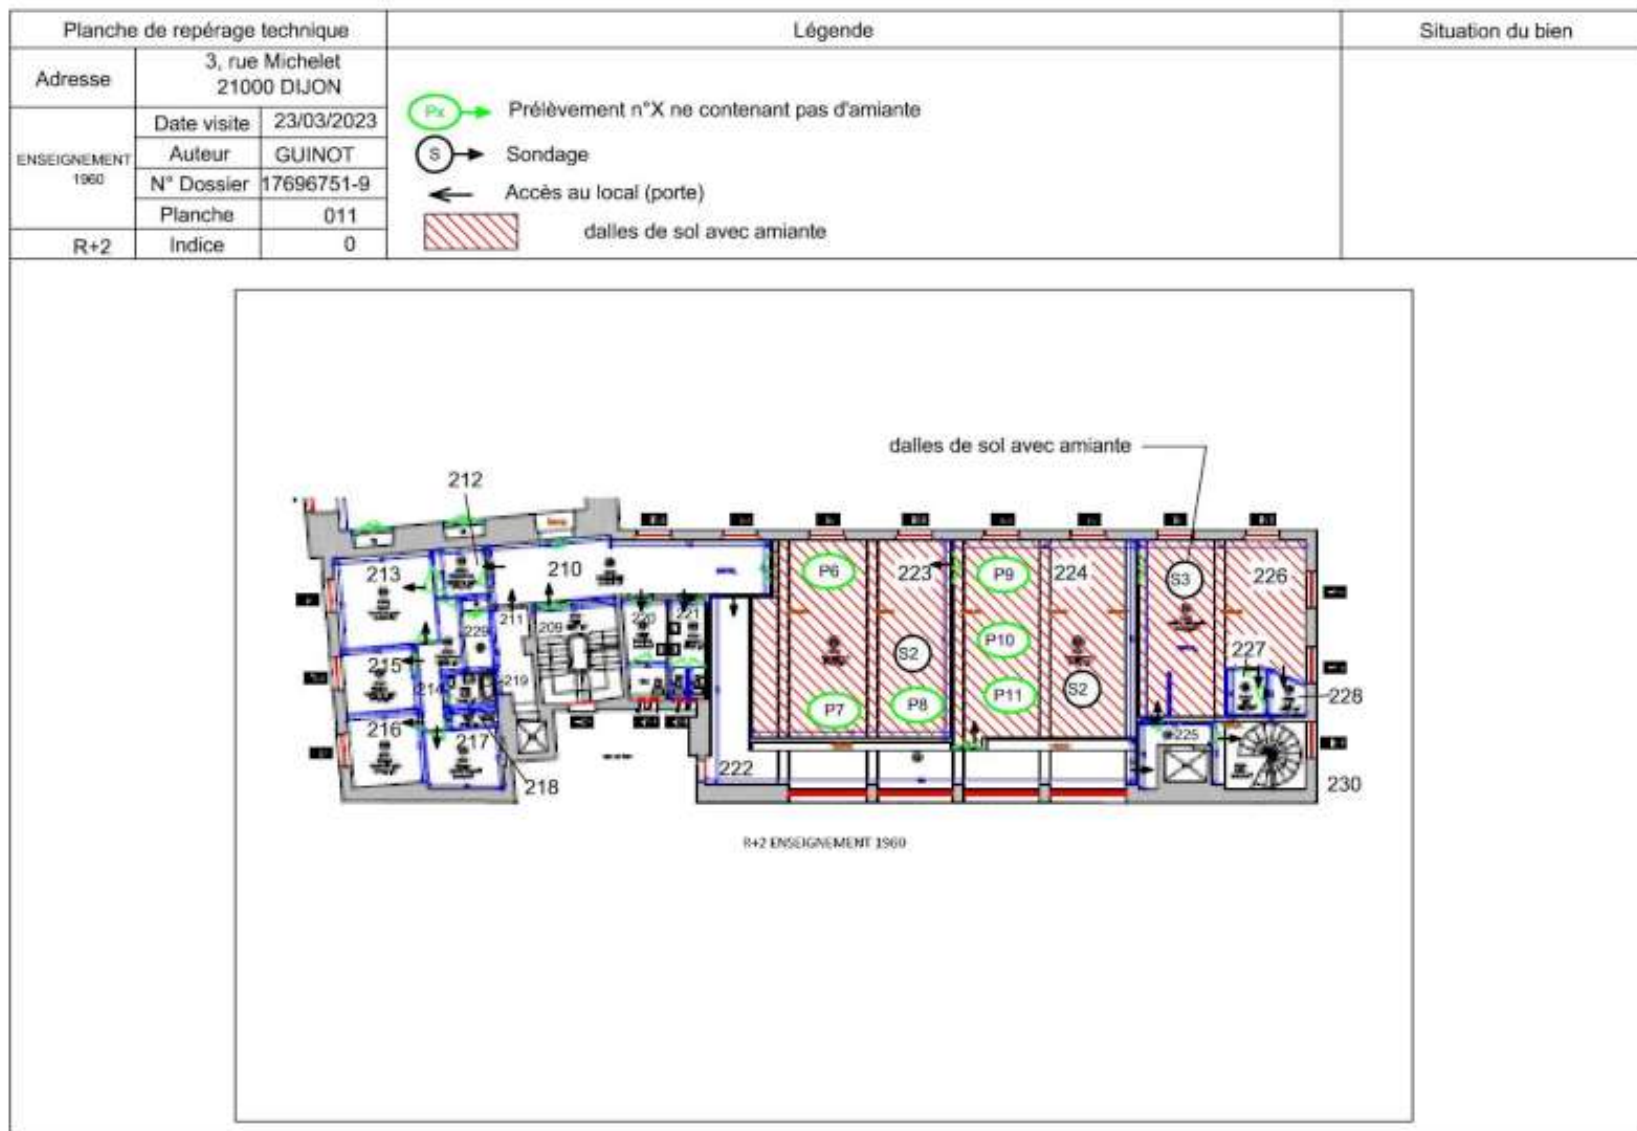 Planche de repérage technique
Légende
Situation du bien
Adresse
3, rue Michelet
21000 DIJON
ENSEIGNEMENT
1960
Date visite
23/03/2023
Auteur
GUINOT
N° Dossier
17696751-9
Planche
011
R+2
Indice
0
Px
Prélèvement n°X ne contenant pas d'amiante
S
Sondage
Accès au local (porte)
dalles de sol avec amiante
dalles de sol avec amiante
212
213
210
211
209
220
221
229
215
214
219
216
217
218
222
P6
223
P9
224
S3
226
S2
P10
P7
P8
P11
S2
227
228
225
230
R+2 ENSEIGNEMENT 1960